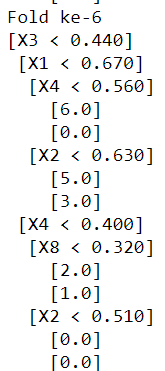 Fold ke-6
[X3 < 0.440]
 [X1 < 0.670]
  [X4 < 0.560]
   [6.0]
   [0.0]
  [X2 < 0.630]
   [5.0]
   [3.0]
 [X4 < 0.400]
  [X8 < 0.320]
   [2.0]
   [1.0]
  [X2 < 0.510]
   [0.0]
   [0.0]